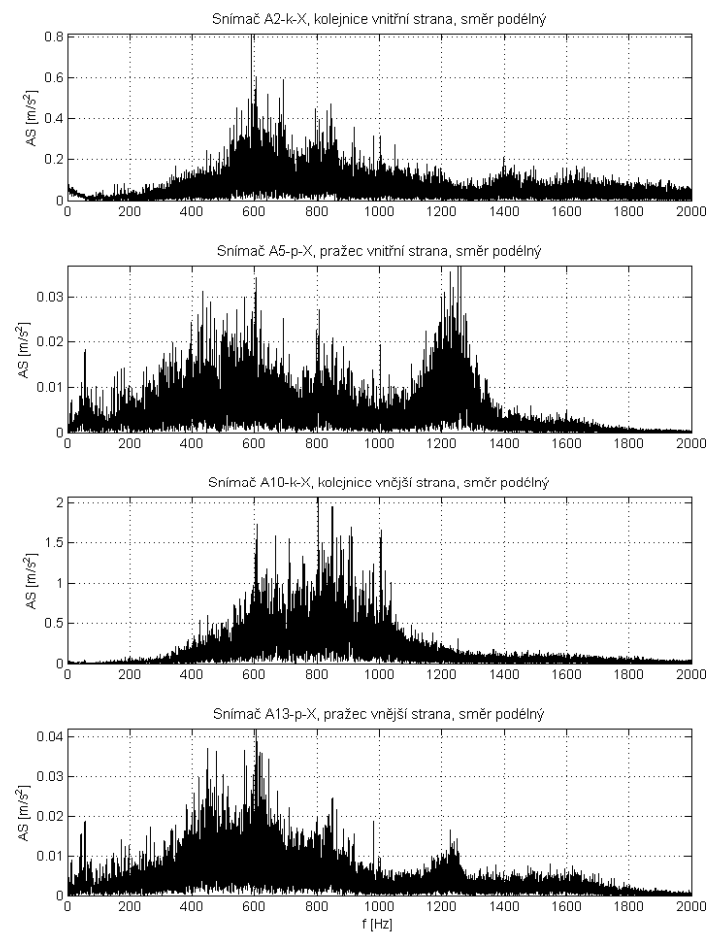 Snímač A2-k-X, kolejnice vnitřní strana, směr podélný
0.8
0.6
0.4
0.2
0
AS [m/s²]
0 200 400 600 800 1000 1200 1400 1600 1800 2000
Snímač A5-p-X, pražec vnitřní strana, směr podélný
0.03
0.02
0.01
0
AS [m/s²]
0 200 400 600 800 1000 1200 1400 1600 1800 2000
Snímač A10-k-X, kolejnice vnější strana, směr podélný
2
1.5
1
0.5
0
AS [m/s²]
0 200 400 600 800 1000 1200 1400 1600 1800 2000
Snímač A13-p-X, pražec vnější strana, směr podélný
0.04
0.03
0.02
0.01
0
AS [m/s²]
0 200 400 600 800 1000 1200 1400 1600 1800 2000
f [Hz]